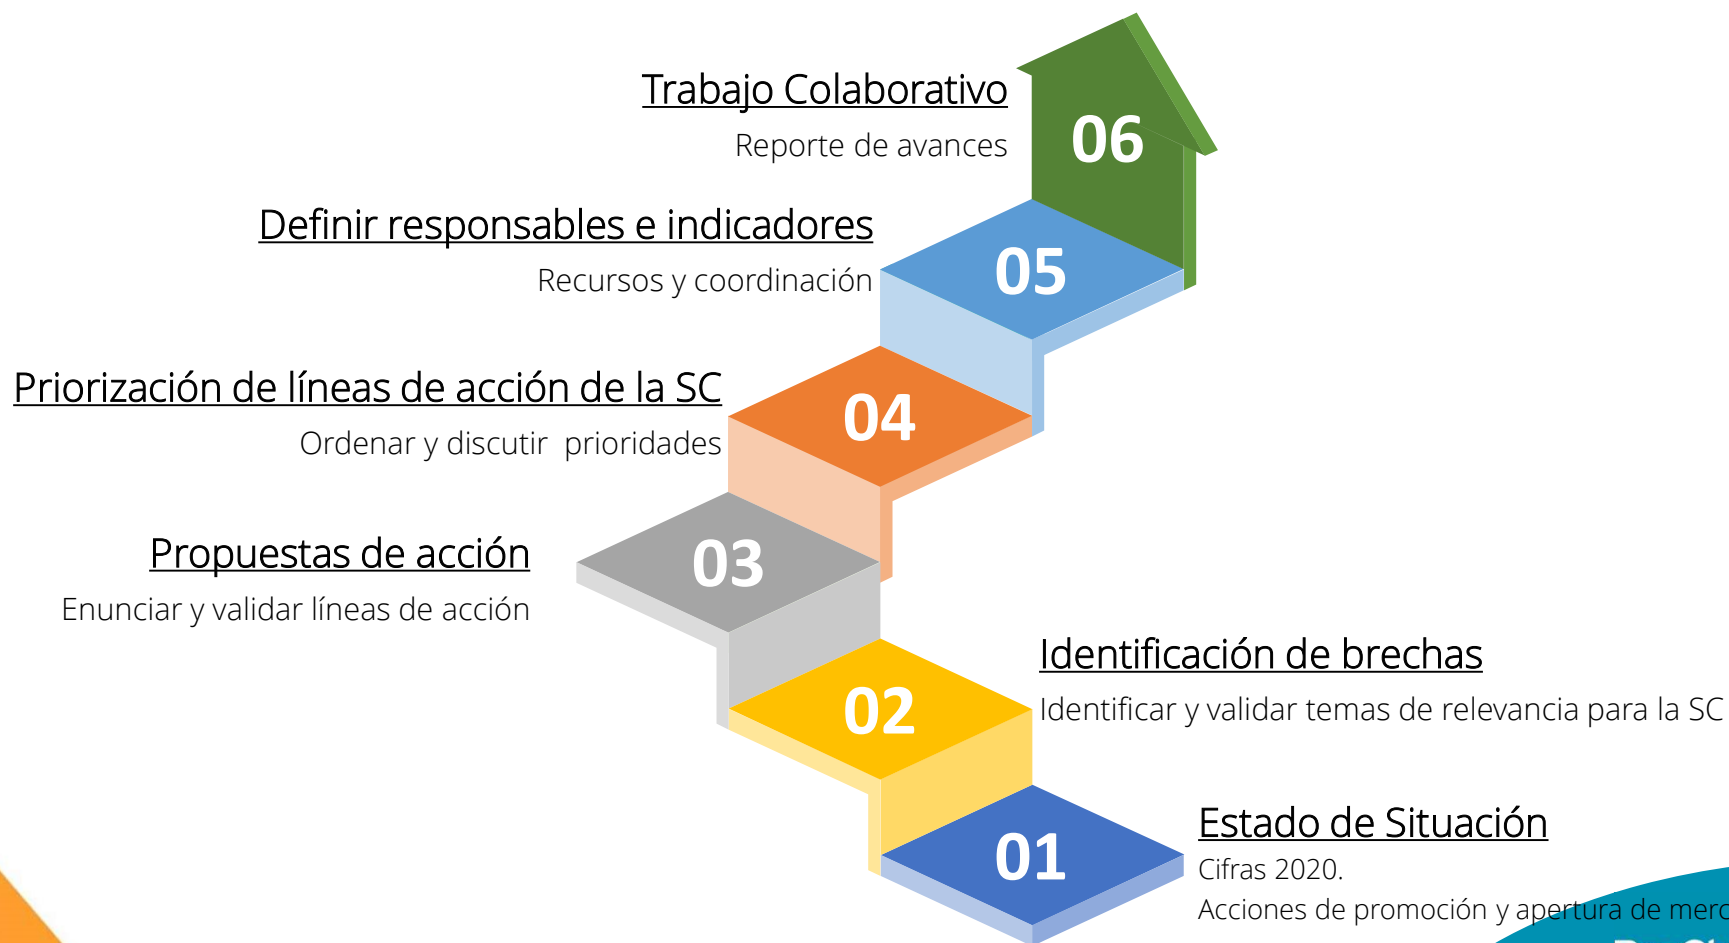 Trabajo Colaborativo
Reporte de avances
06
Definir responsables e indicadores
Recursos y coordinación
05
Priorización de líneas de acción de la SC
Ordenar y discutir  prioridades
04
Propuestas de acción
Enunciar y validar líneas de acción
03
Identificación de brechas
Identificar y validar temas de relevancia para la SC
02
Estado de Situación
Cifras 2020.
Acciones de promoción y apertura de
01